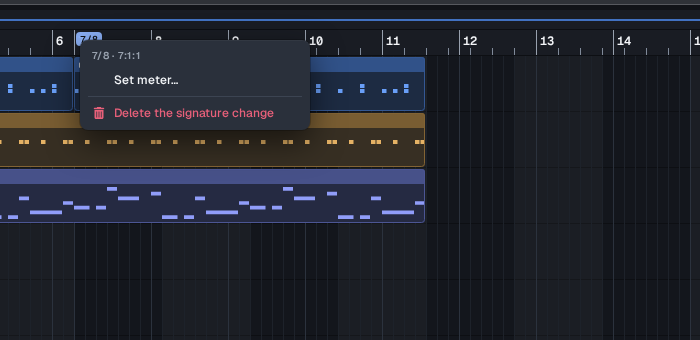 6 7/8 8 9 10 11 12 13 14
7/8 · 7:1:1
Set meter...
Delete the signature change